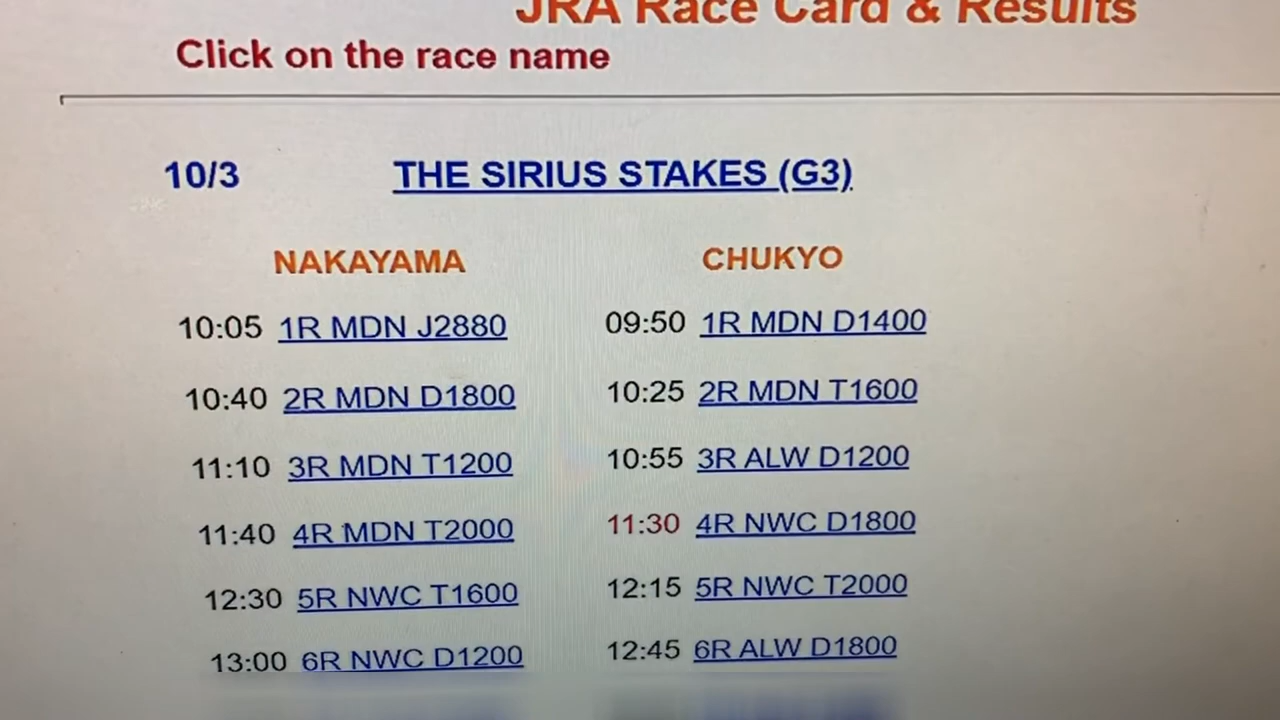 JRA Race Card & Results
Click on the race name
10/3 THE SIRIUS STAKES (G3)
NAKAYAMA CHUKYO
10:05 1R MDN J2880 09:50 1R MDN D1400
10:40 2R MDN D1800 10:25 2R MDN T1600
11:10 3R MDN T1200 10:55 3R ALW D1200
11:40 4R MDN T2000 11:30 4R NWC D1800
12:30 5R NWC T1600 12:15 5R NWC T2000
13:00 6R NWC D1200 12:45 6R ALW D1800